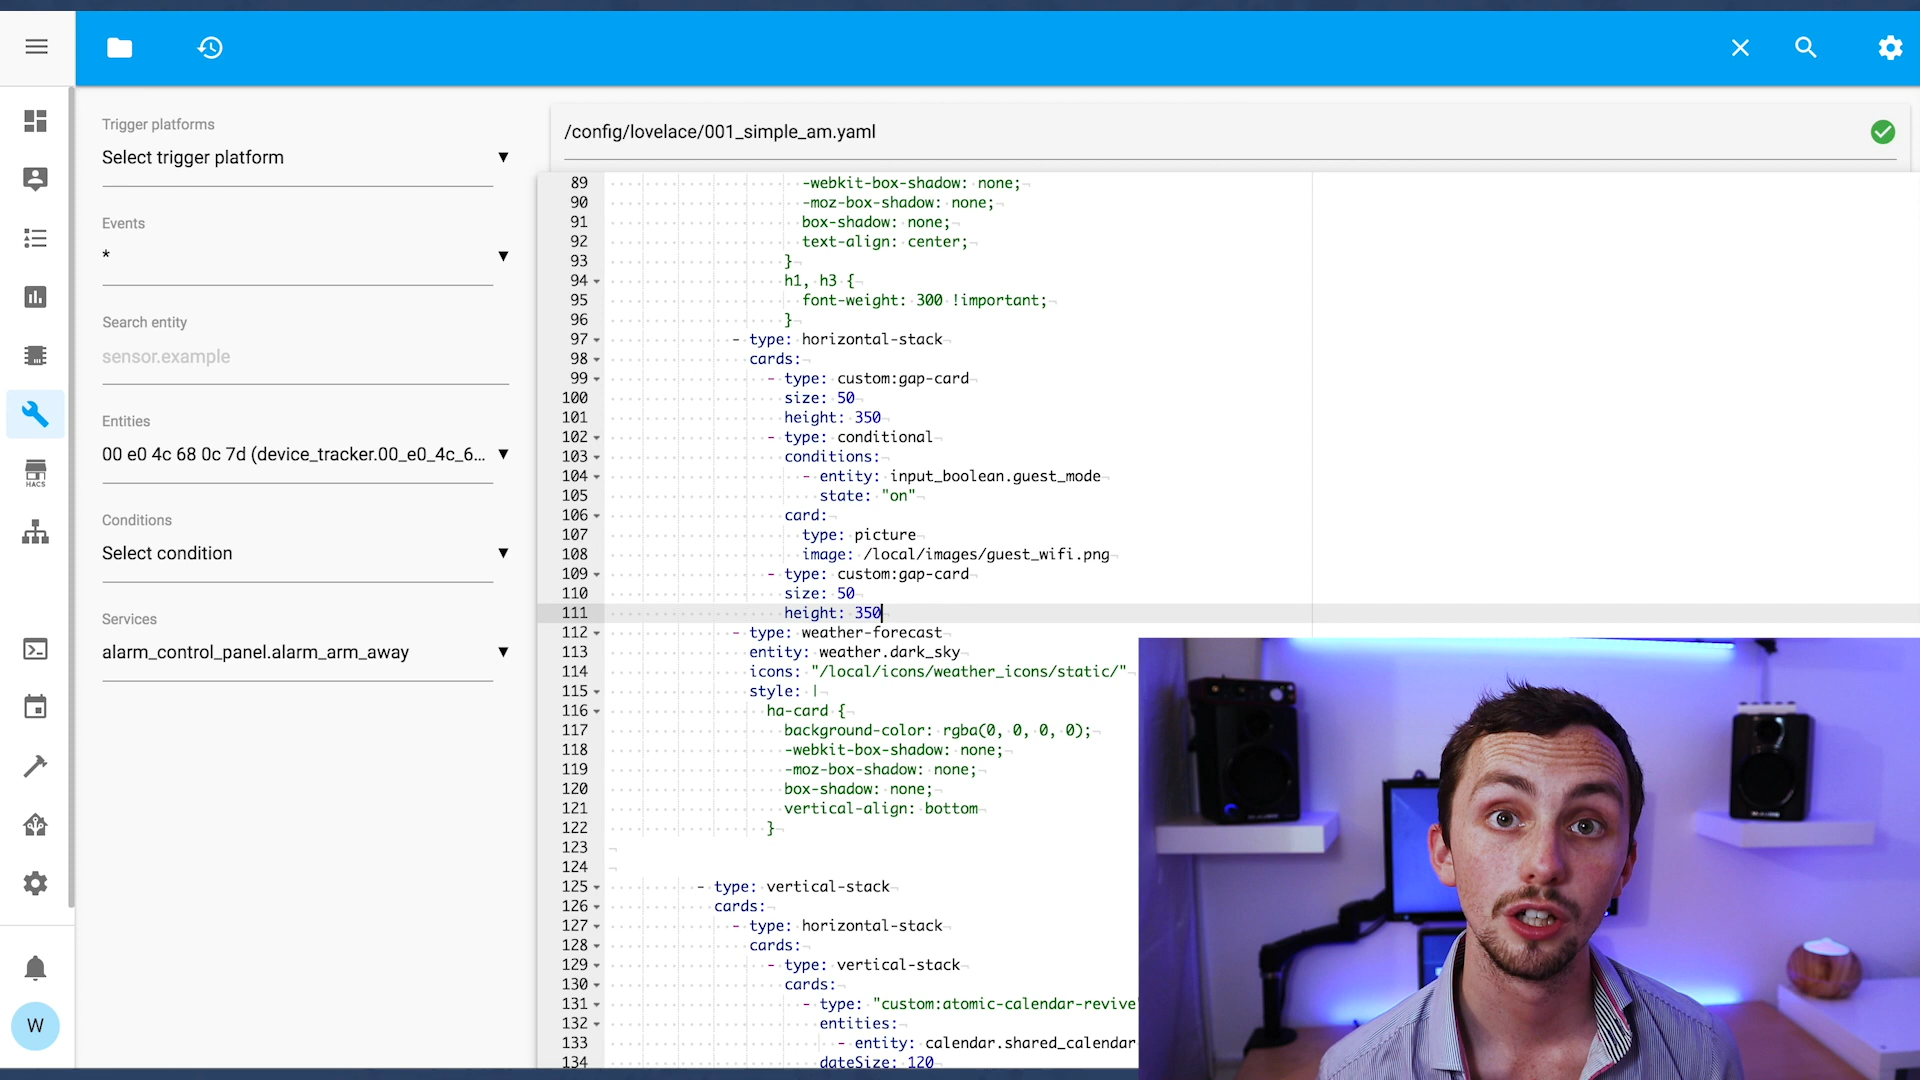 Trigger platforms
Select trigger platform
Events
*
Search entity
sensor.example
Entities
00 e0 4c 68 0c 7d (device_tracker.00_e0_4c_6...
Conditions
Select condition
Services
alarm_control_panel.alarm_arm_away
HACS
W
/config/lovelace/001_simple_am.yaml
89 -webkit-box-shadow: none;
90 -moz-box-shadow: none;
91 box-shadow: none;
92 text-align: center;
93 }
94 h1, h3 {
95 font-weight: 300 !important;
96 }
97 - type: horizontal-stack
98 cards:
99 - type: custom:gap-card
100 size: 50
101 height: 350
102 - type: conditional
103 conditions:
104 - entity: input_boolean.guest_mode
105 state: "on"
106 card:
107 type: picture
108 image: /local/images/guest_wifi.png
109 - type: custom:gap-card
110 size: 50
111 height: 350
112 - type: weather-forecast
113 entity: weather.dark_sky
114 icons: "/local/icons/weather_icons/static/"
115 style: |
116 ha-card {
117 background-color: rgba(0, 0, 0, 0);
118 -webkit-box-shadow: none;
119 -moz-box-shadow: none;
120 box-shadow: none;
121 vertical-align: bottom
122 }
123
124
125 - type: vertical-stack
126 cards:
127 - type: horizontal-stack
128 cards:
129 - type: vertical-stack
130 cards:
131 - type: "custom:atomic-calendar-revive
132 entities:
133 - entity: calendar.shared_calendar
134 dateSize: 120